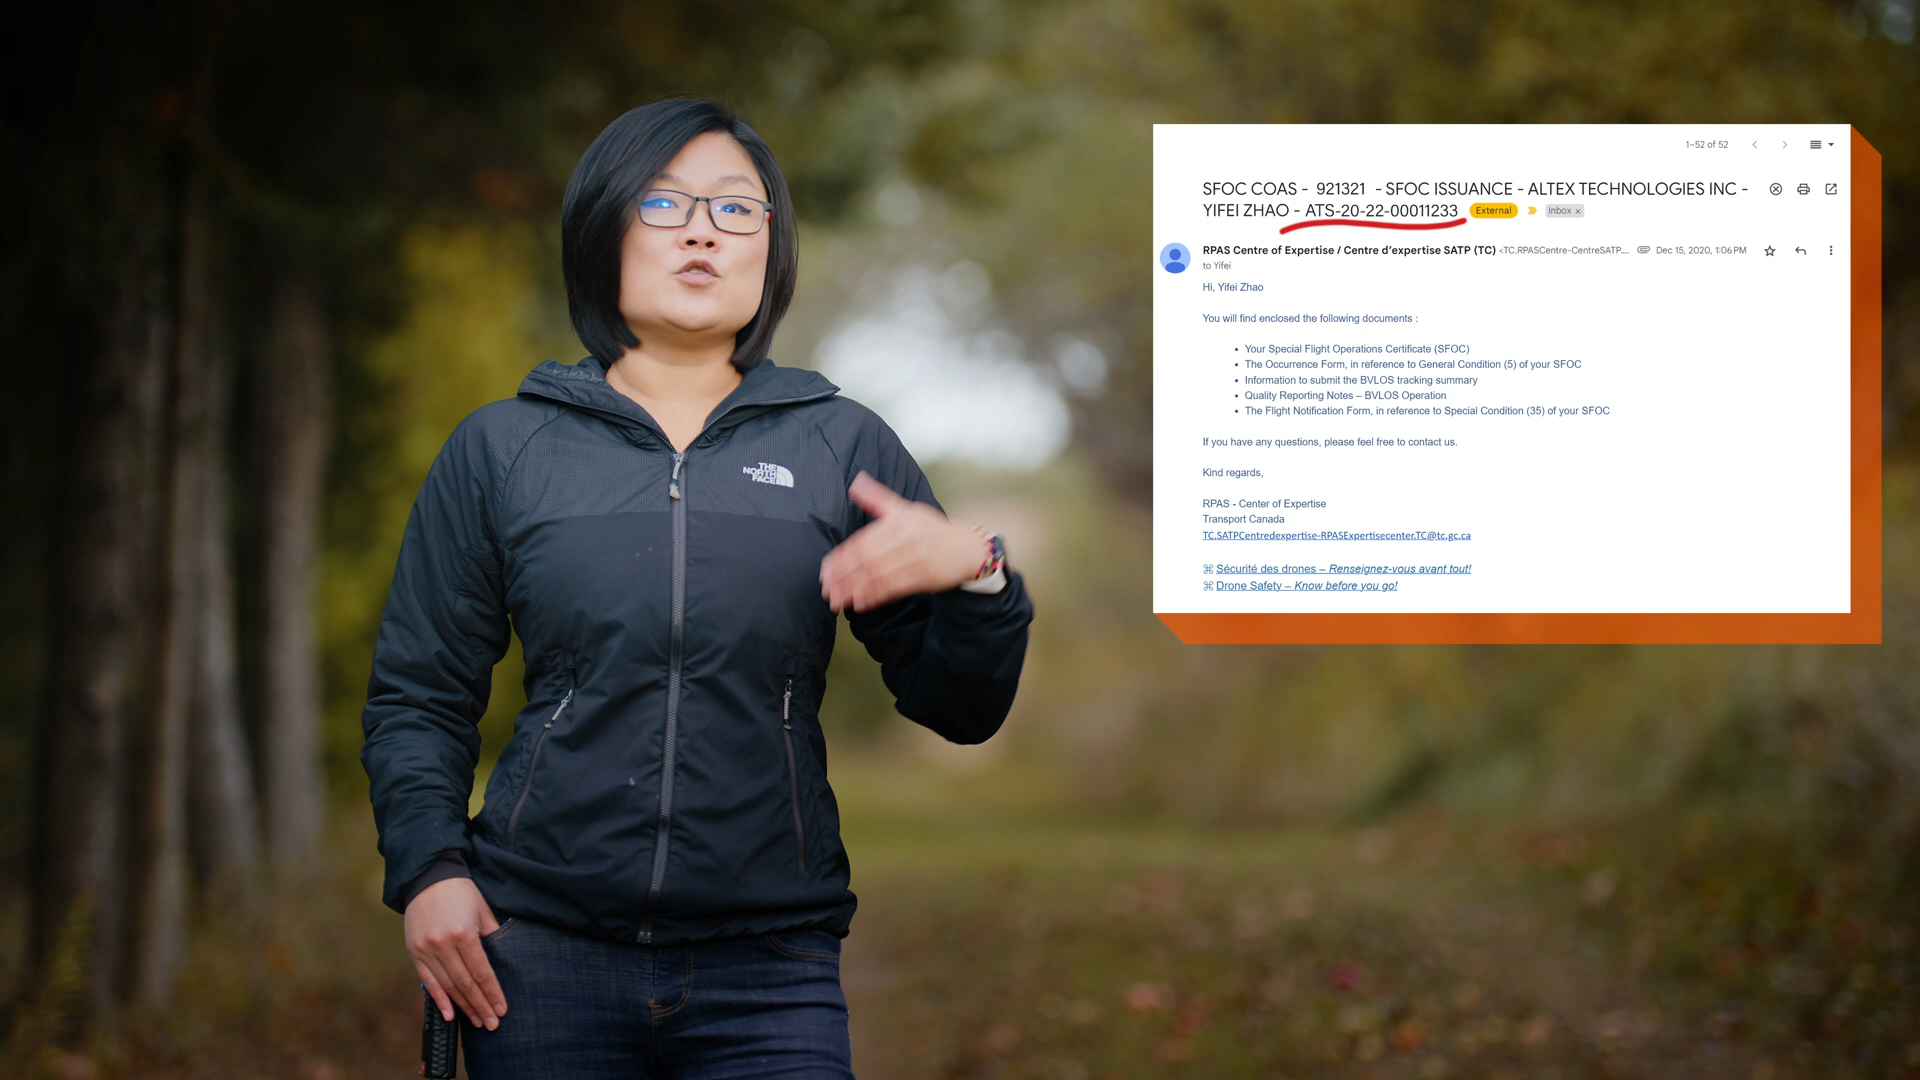 THE
NORTH
FACE
1–52 of 52
SFOC COAS - 921321 - SFOC ISSUANCE - ALTEX TECHNOLOGIES INC -
YIFEI ZHAO - ATS-20-22-00011233 External Inbox x
RPAS Centre of Expertise / Centre d'expertise SATP (TC) <TC.RPASCentre-CentreSATP.... Dec 15, 2020, 1:06 PM
to Yifei
Hi, Yifei Zhao
You will find enclosed the following documents :
• Your Special Flight Operations Certificate (SFOC)
• The Occurrence Form, in reference to General Condition (5) of your SFOC
• Information to submit the BVLOS tracking summary
• Quality Reporting Notes – BVLOS Operation
• The Flight Notification Form, in reference to Special Condition (35) of your SFOC
If you have any questions, please feel free to contact us.
Kind regards,
RPAS - Center of Expertise
Transport Canada
TC.SATPCentredexpertise-RPASExpertisecenter.TC@tc.gc.ca
⌘ Sécurité des drones – Renseignez-vous avant tout!
⌘ Drone Safety – Know before you go!